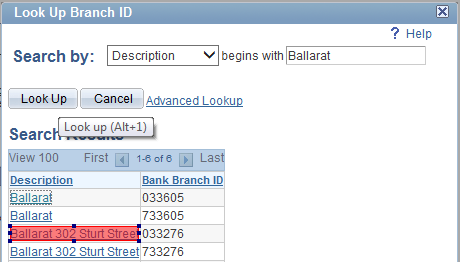 Look Up Branch ID
? Help
Search by: Description begins with Ballarat
Look Up Cancel Advanced Lookup
Look up (Alt+1)
Search Results
View 100 First 1-6 of 6 Last
Description Bank Branch ID
Ballarat 033605
Ballarat 733605
Ballarat 302 Sturt Street 033276
Ballarat 302 Sturt Street 733276